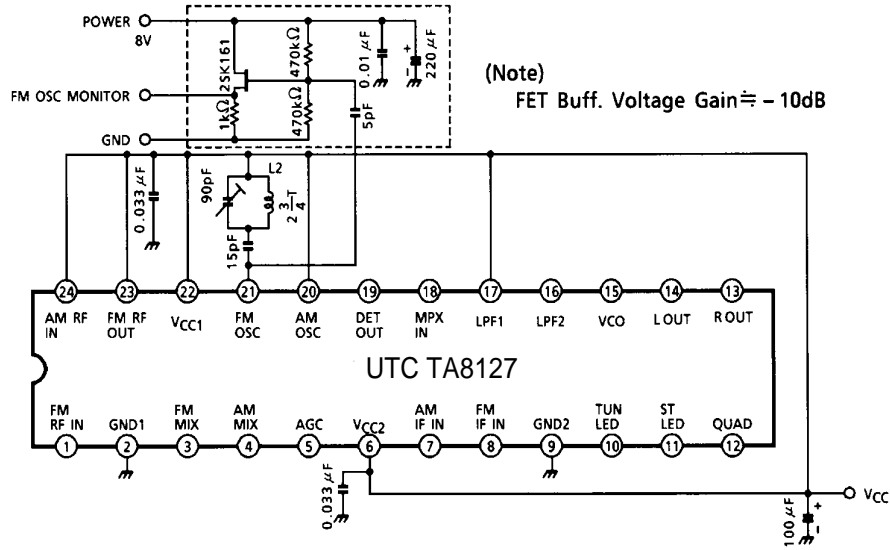 POWER
8V
2SK161
470kΩ
0.01 μF
220 μF
+
−
(Note)
FET Buff. Voltage Gain ≒ − 10dB
FM OSC MONITOR
1kΩ
470kΩ
5pF
GND
0.033 μF
90pF
L2
2 3/4 T
15pF
24 23 22 21 20 19 18 17 16 15 14 13
AM RF IN
FM RF OUT
VCC1
FM OSC
AM OSC
DET OUT
MPX IN
LPF1
LPF2
VCO
L OUT
R OUT
UTC TA8127
FM RF IN
GND1
FM MIX
AM MIX
AGC
VCC2
AM IF IN
FM IF IN
GND2
TUN LED
ST LED
QUAD
1 2 3 4 5 6 7 8 9 10 11 12
0.033 μF
VCC
100 μF
+
−